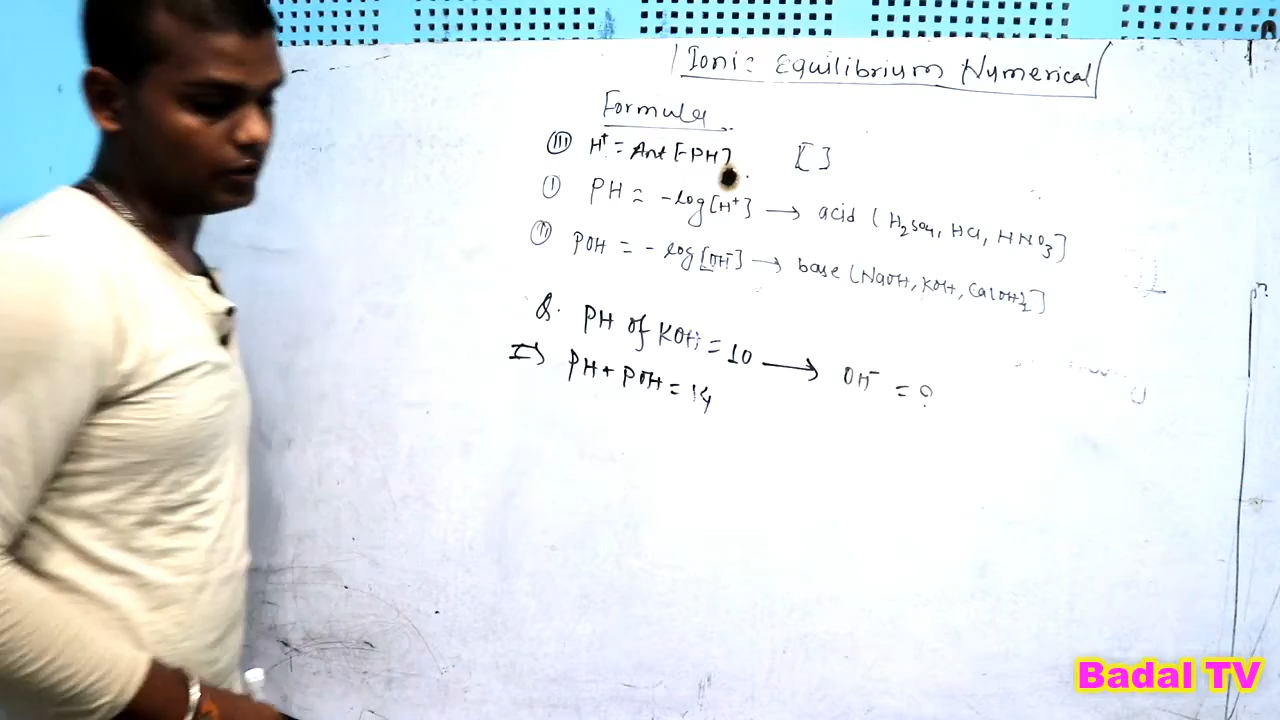 Ionic Equilibrium Numerical
Formula
(III) H⁺ = Ant [-PH] [ ]
(I) PH = -log[H⁺] → acid (H₂SO₄, HCl, HNO₃]
(II) POH = -log[OH⁻] → base (NaOH, KOH, Ca(OH)₂]
Q. PH of KOH = 10 → OH⁻ = ?
⇒ PH + POH = 14
Badal TV